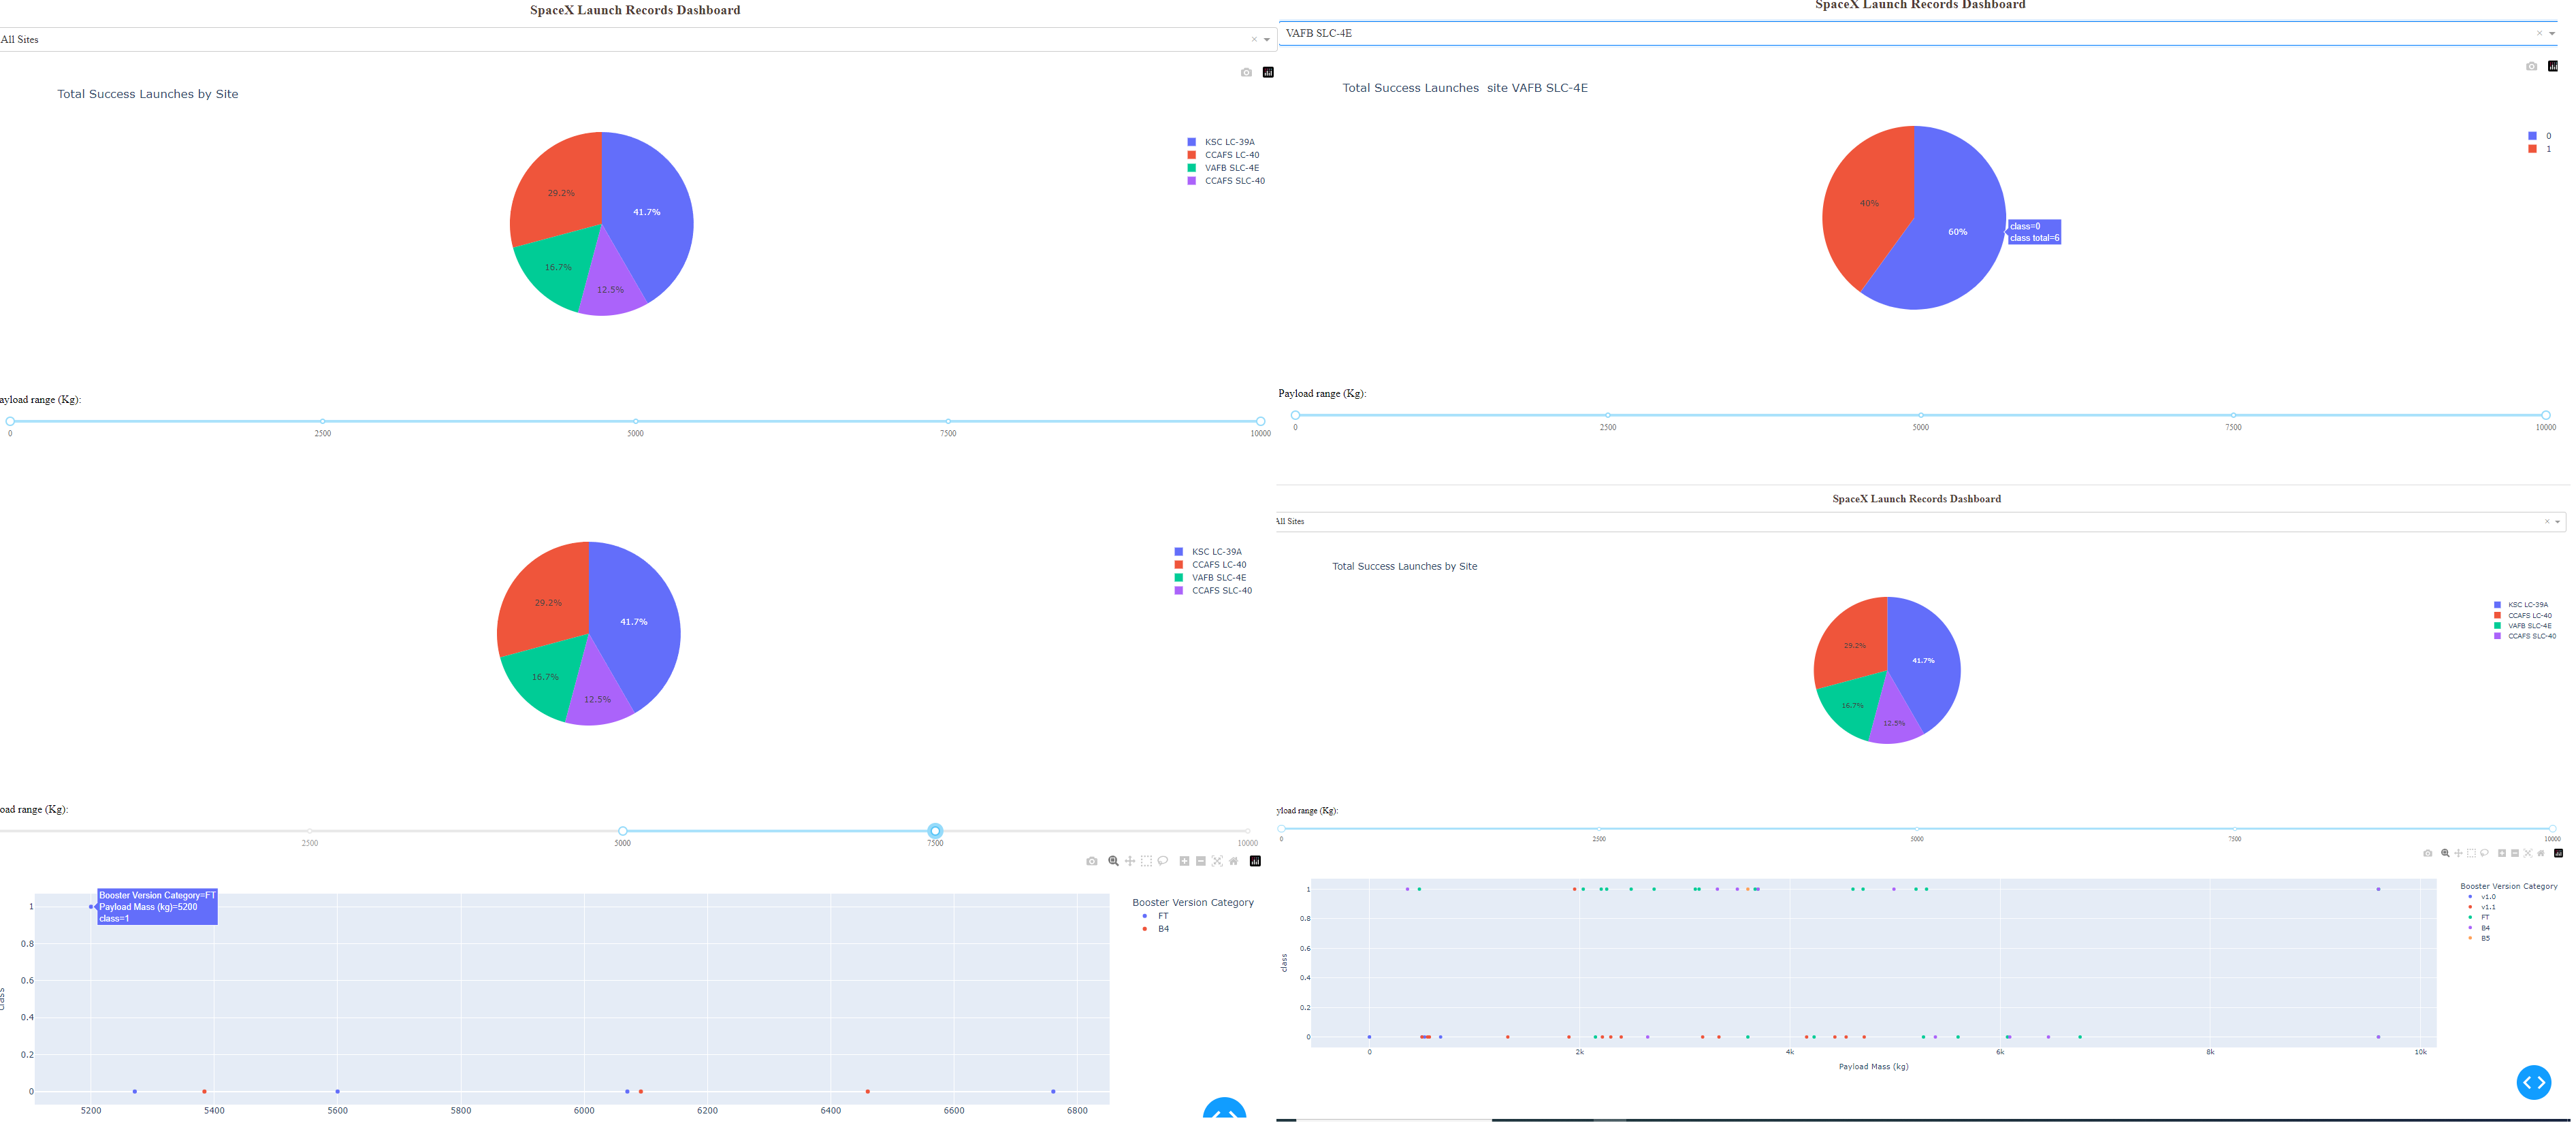 SpaceX Launch Records Dashboard
All Sites
Total Success Launches by Site
KSC LC-39A
CCAFS LC-40
VAFB SLC-4E
CCAFS SLC-40
29.2%
41.7%
16.7%
12.5%
ayload range (Kg):
0 2500 5000 7500 10000
SpaceX Launch Records Dashboard
VAFB SLC-4E
Total Success Launches site VAFB SLC-4E
0
1
40%
60%
class=0
class total=6
Payload range (Kg):
0 2500 5000 7500 10000
KSC LC-39A
CCAFS LC-40
VAFB SLC-4E
CCAFS SLC-40
29.2%
41.7%
16.7%
12.5%
oad range (Kg):
2500 5000 7500 10000
Booster Version Category=FT
Payload Mass (kg)=5200
class=1
Booster Version Category
FT
B4
1
0.8
0.6
0.4
0.2
0
class
5200 5400 5600 5800 6000 6200 6400 6600 6800
SpaceX Launch Records Dashboard
All Sites
Total Success Launches by Site
KSC LC-39A
CCAFS LC-40
VAFB SLC-4E
CCAFS SLC-40
29.2%
41.7%
16.7%
12.5%
yload range (Kg):
0 2500 5000 7500 10000
Booster Version Category
v1.0
v1.1
FT
B4
B5
1
0.8
0.6
0.4
0.2
0
class
0 2k 4k 6k 8k 10k
Payload Mass (kg)